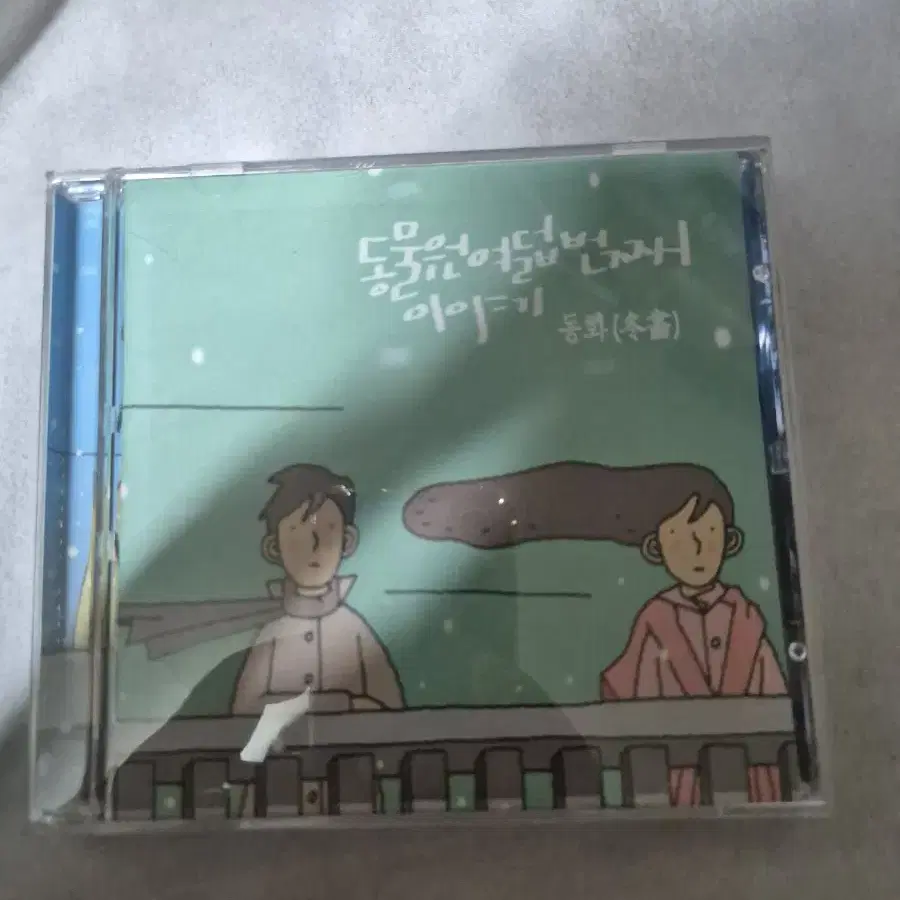 동물원 여덟 번째
이야기
동화(冬畵)